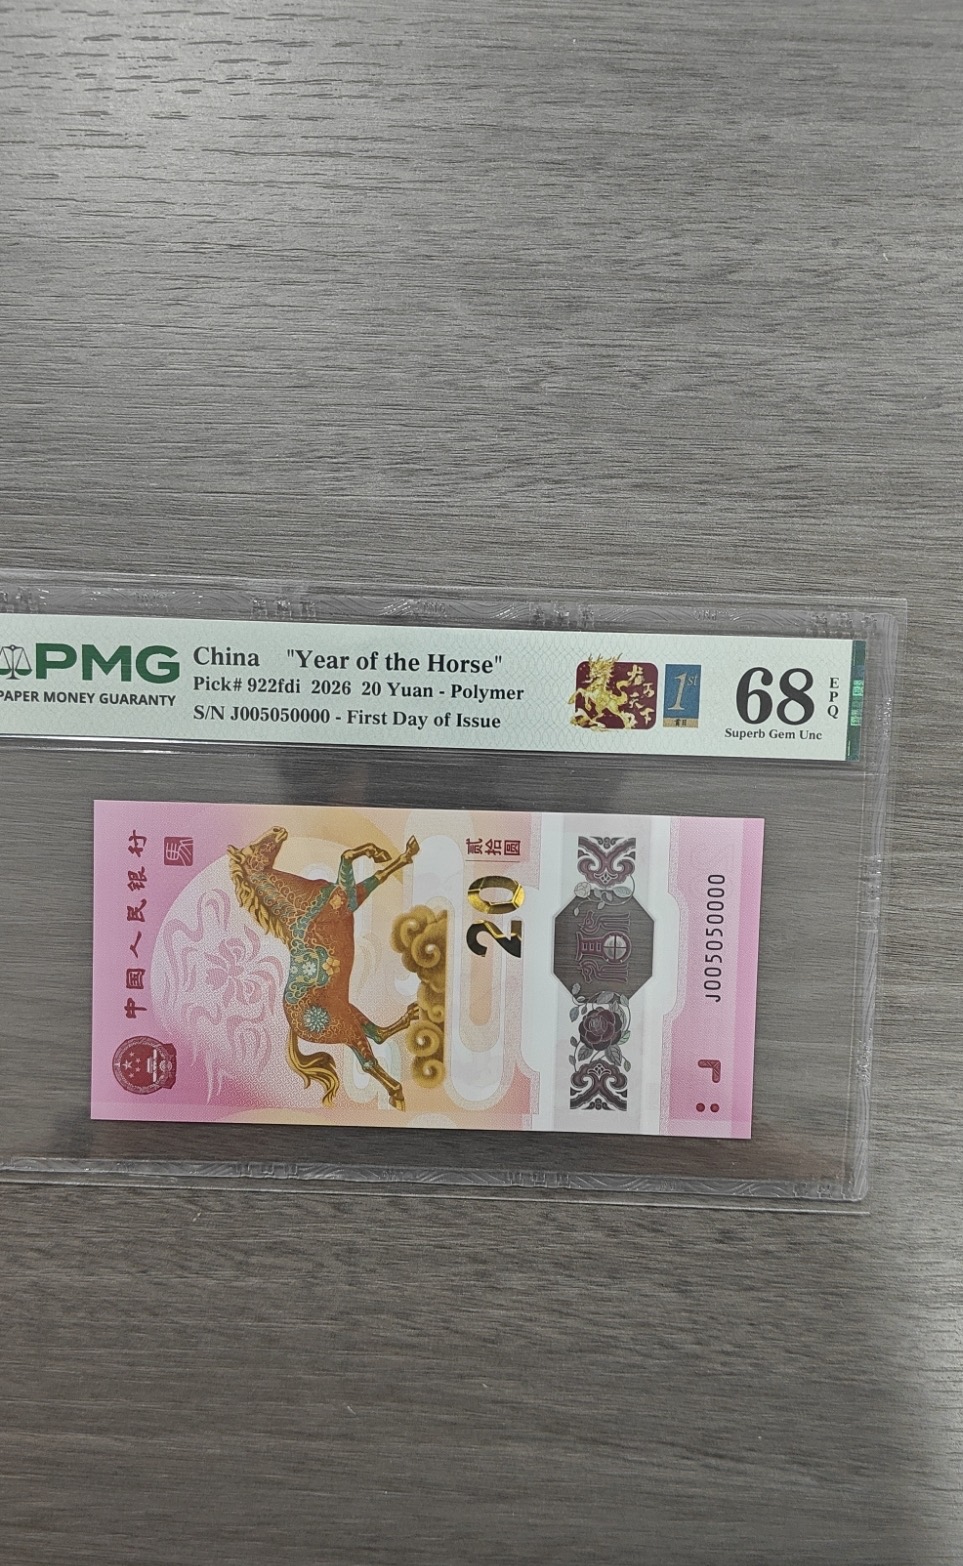 PMG
PAPER MONEY GUARANTY
China "Year of the Horse"
Pick# 922fdi 2026 20 Yuan - Polymer
S/N J005050000 - First Day of Issue
1st
68
EPQ
Superb Gem Unc
中国人民银行
贰拾圆
20
J005050000